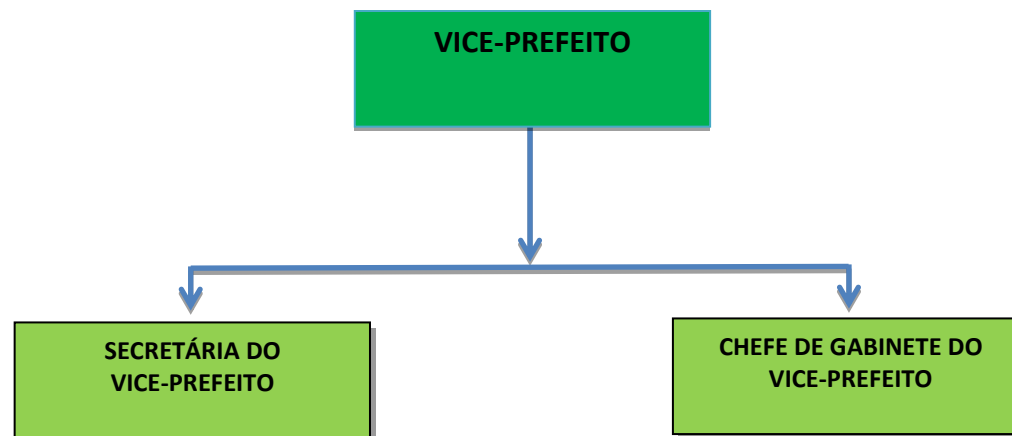 VICE-PREFEITO
SECRETÁRIA DO
VICE-PREFEITO
CHEFE DE GABINETE DO
VICE-PREFEITO